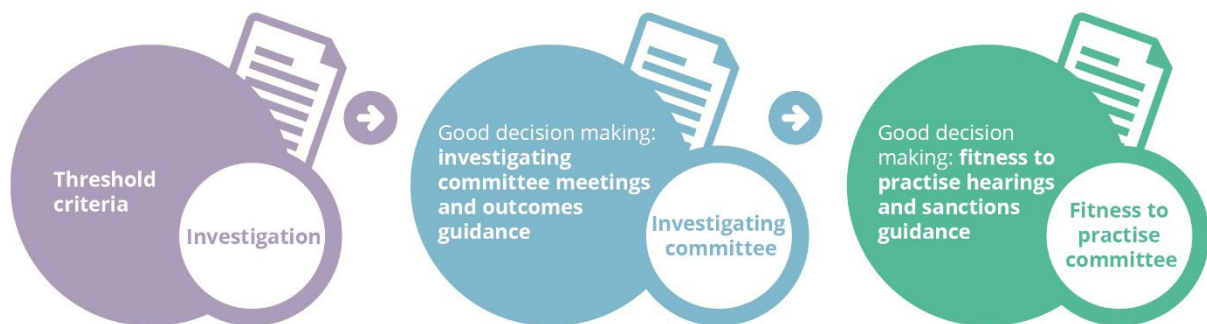 Threshold
criteria
Investigation
Good decision making:
investigating
committee meetings
and outcomes
guidance
Investigating
committee
Good decision
making: fitness to
practise hearings
and sanctions
guidance
Fitness to
practise
committee